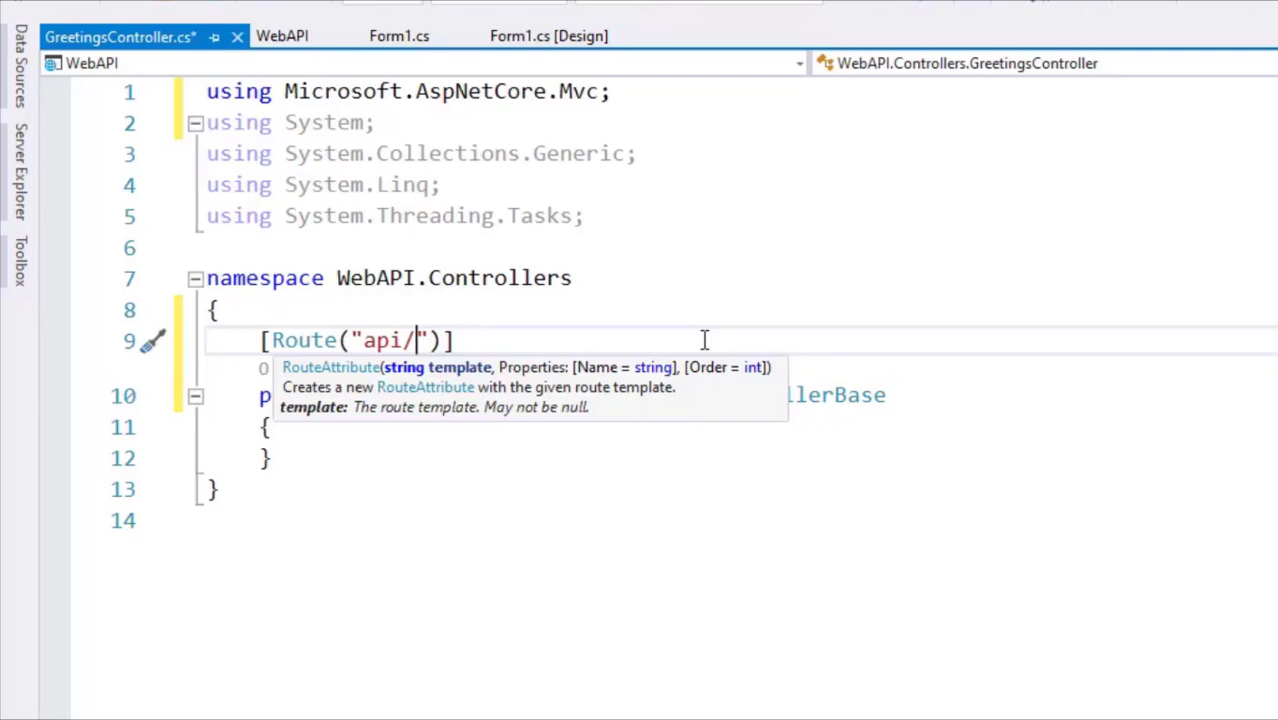 GreetingsController.cs* WebAPI Form1.cs Form1.cs [Design]
WebAPI WebAPI.Controllers.GreetingsController
Data Sources
Server Explorer
Toolbox
1 using Microsoft.AspNetCore.Mvc;
2 using System;
3 using System.Collections.Generic;
4 using System.Linq;
5 using System.Threading.Tasks;
6
7 namespace WebAPI.Controllers
8 {
9 [Route("api/")]
0
RouteAttribute(string template, Properties: [Name = string], [Order = int])
Creates a new RouteAttribute with the given route template.
template: The route template. May not be null.
10 p llerBase
11 {
12 }
13 }
14